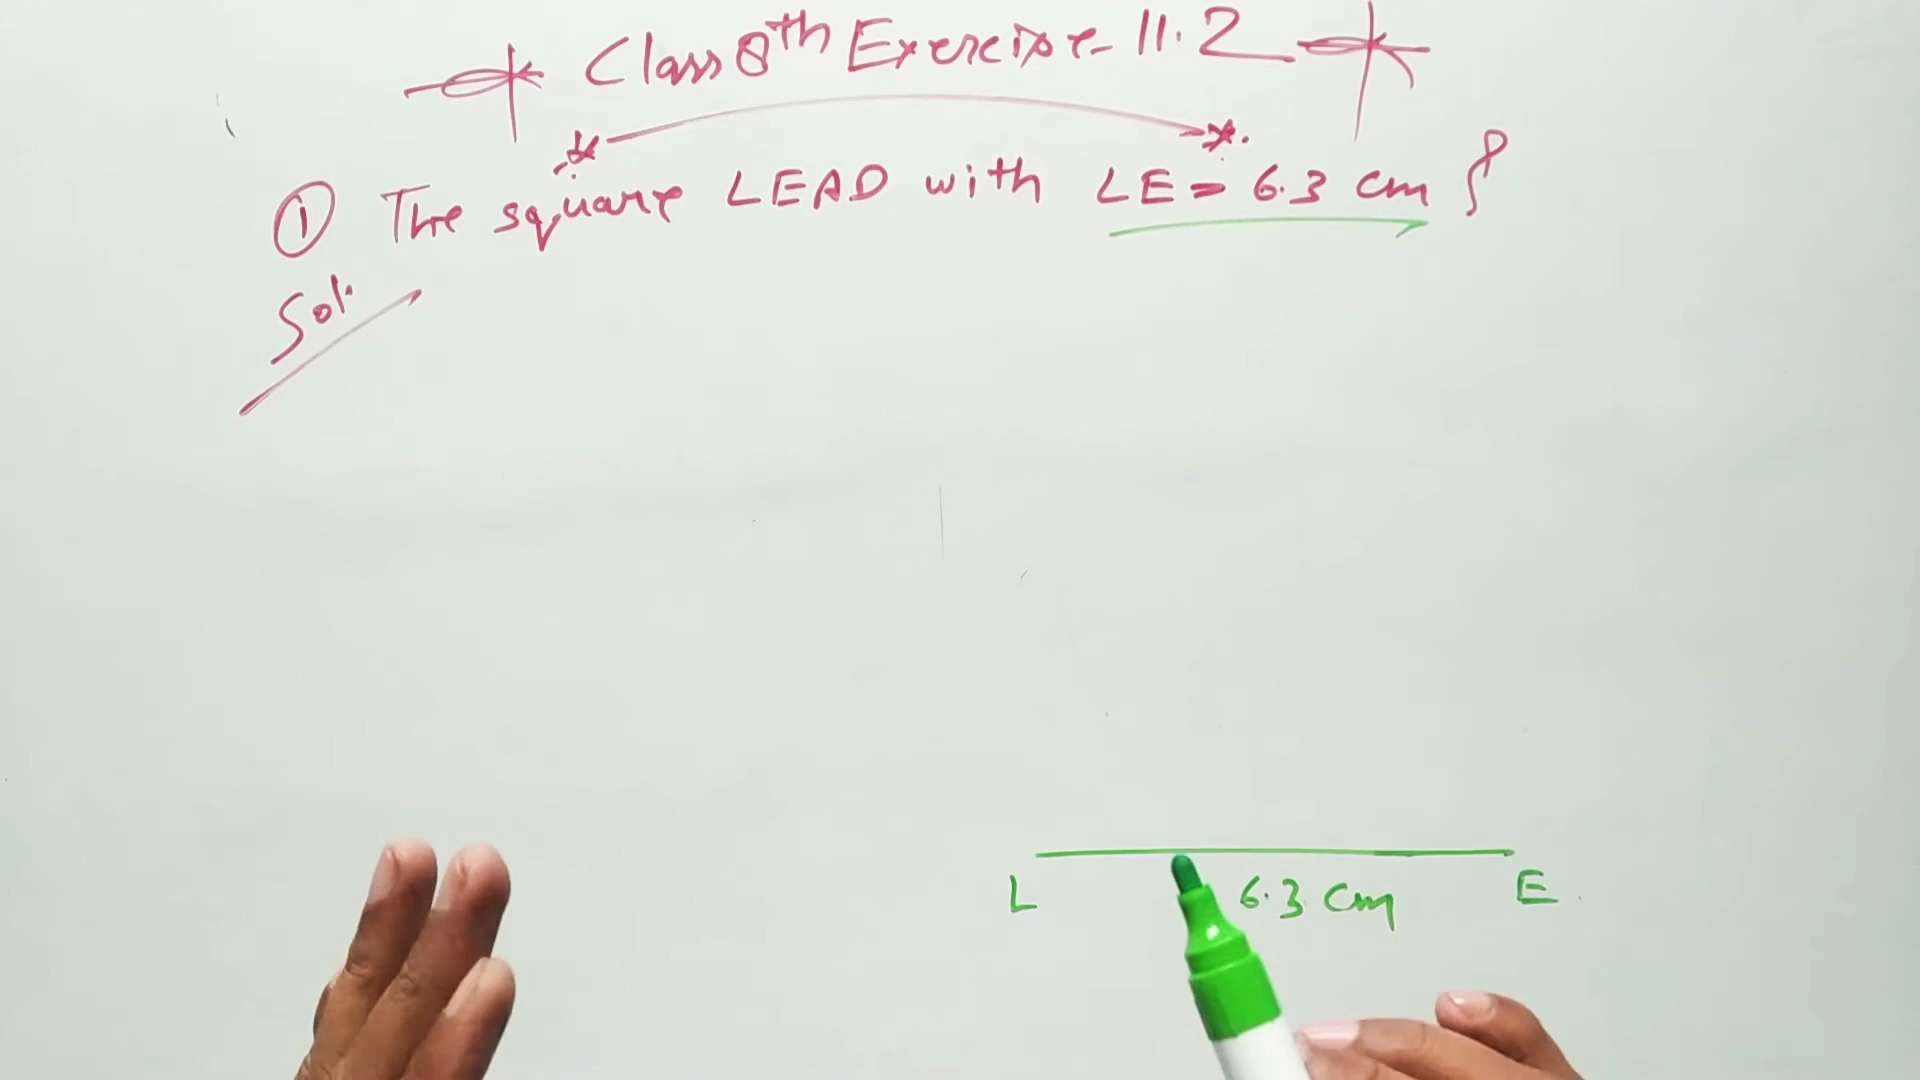 Class 8th Exercise - 11.2
① The square LEAD with LE = 6.3 cm
Sol.
L 6.3 cm E